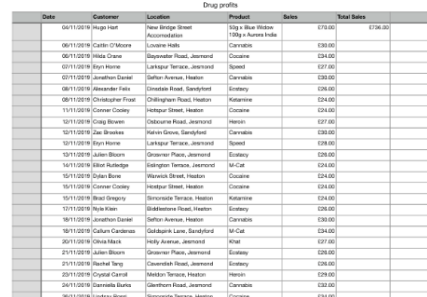 Drug profits
Date Customer Location Product Sales Total Sales
04/11/2019 Hugo Hart New Bridge Street Accomodation 50g x Blue Widow 100g x Aurora India £70.00 £736.00
06/11/2019 Caitlin O'Moore Lovaine Halls Cannabis £30.00
06/11/2019 Hilda Crane Bayswater Road, Jesmond Cocaine £34.00
07/11/2019 Eryn Horne Larkspur Terrace, Jesmond Speed £37.00
07/11/2019 Jonathon Daniel Sefton Avenue, Heaton Cannabis £30.00
08/11/2019 Alexander Felix Dinsdale Road, Sandyford Ecstasy £26.00
08/11/2019 Christopher Frost Chillingham Road, Heaton Ketamine £24.00
11/11/2019 Conner Cooley Hotspur Street, Heaton Cocaine £24.00
12/11/2019 Craig Bowen Osbourne Road, Jesmond Heroin £27.00
12/11/2019 Zac Brookes Kelvin Grove, Sandyford Cannabis £30.00
12/11/2019 Eryn Horne Larkspur Terrace, Jesmond Speed £28.00
13/11/2019 Julien Bloom Grosvenor Place, Jesmond Ecstasy £26.00
14/11/2019 Elliot Rutledge Eslington Terrace, Jesmond M-Cat £24.00
15/11/2019 Dylan Bone Warwick Street, Heaton Cocaine £24.00
15/11/2019 Conner Cooley Hostpur Street, Heaton Cocaine £24.00
15/11/2019 Brad Gregory Simonside Terrace, Heaton Ketamine £24.00
17/11/2019 Nyla Klein Biddlestone Road, Heaton Ecstasy £26.00
18/11/2019 Jonathon Daniel Sefton Avenue, Heaton Cannabis £30.00
18/11/2019 Callum Cardenas Goldspink Lane, Sandyford M-Cat £34.00
20/11/2019 Olivia Mack Holly Avenue, Jesmond Khat £27.00
21/11/2019 Julien Bloom Grosvenor Place, Jesmond Ecstasy £26.00
21/11/2019 Rachel Tang Cavendish Road, Jesmond Ecstasy £26.00
23/11/2019 Crystal Carroll Meldon Terrace, Heaton Heroin £29.00
24/11/2019 Danniella Burks Glenthorn Road, Jesmond Cannabis £32.00